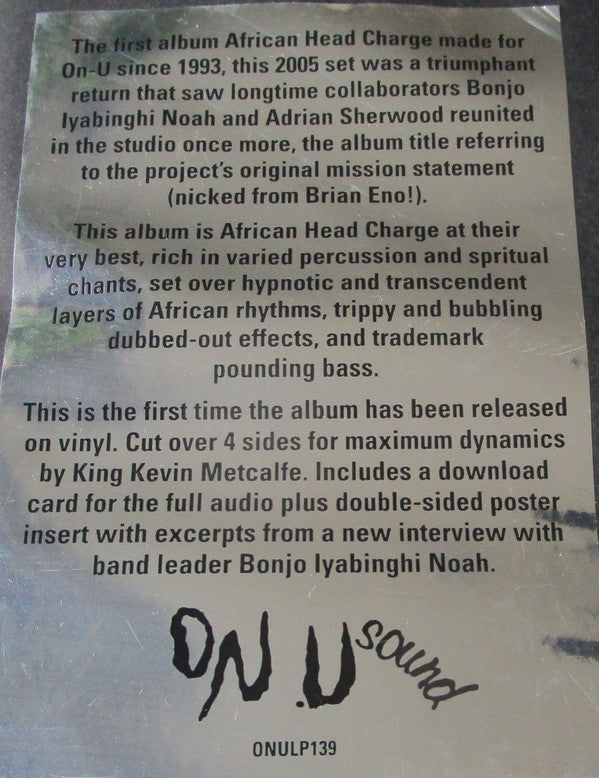 The first album African Head Charge made for
On-U since 1993, this 2005 set was a triumphant
return that saw longtime collaborators Bonjo
Iyabinghi Noah and Adrian Sherwood reunited
in the studio once more, the album title referring
to the project's original mission statement
(nicked from Brian Eno!).
This album is African Head Charge at their
very best, rich in varied percussion and spritual
chants, set over hypnotic and transcendent
layers of African rhythms, trippy and bubbling
dubbed-out effects, and trademark
pounding bass.
This is the first time the album has been released
on vinyl. Cut over 4 sides for maximum dynamics
by King Kevin Metcalfe. Includes a download
card for the full audio plus double-sided poster
insert with excerpts from a new interview with
band leader Bonjo Iyabinghi Noah.
ON.U sound
ONULP139